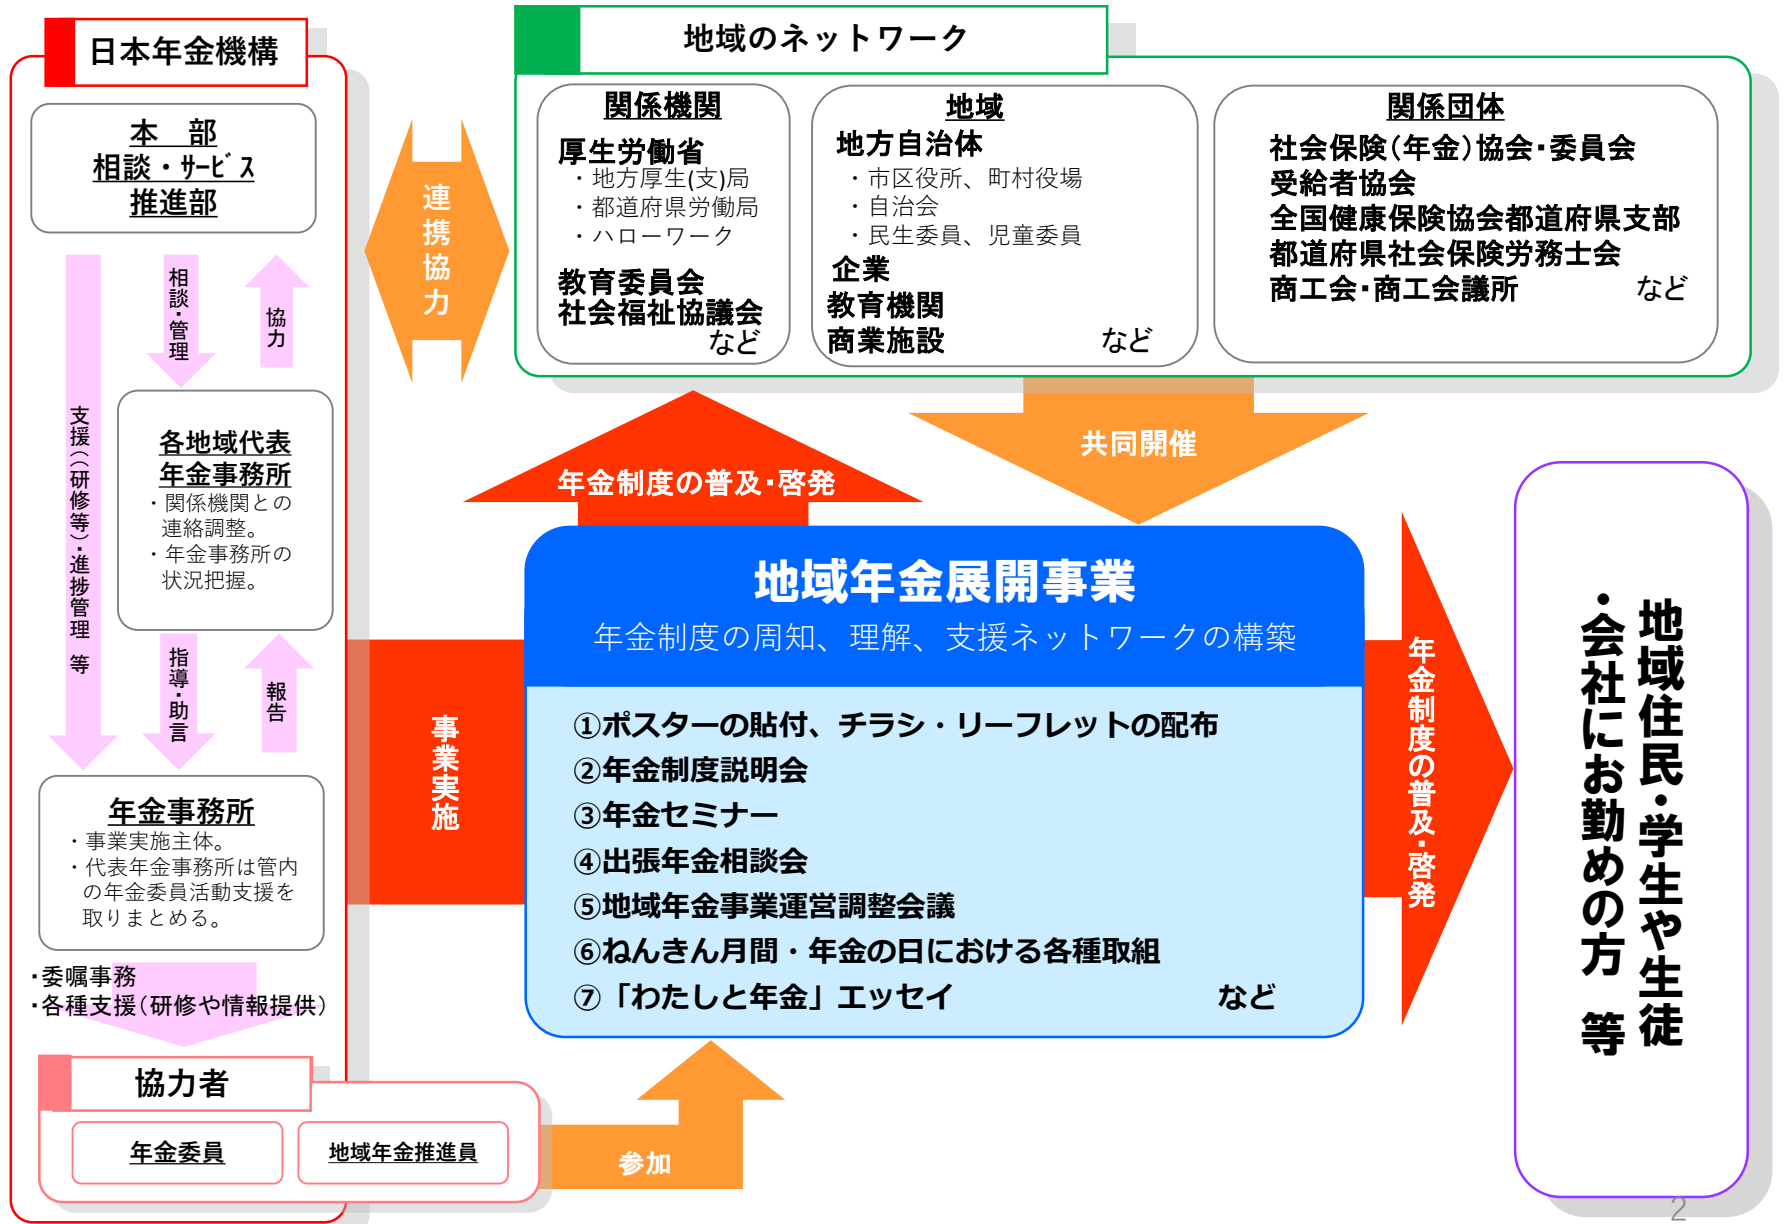 日本年金機構
本　部
相談・ｻｰﾋﾞｽ
推進部
相談・管理
協力
支援((研修等)・進捗管理　等
各地域代表
年金事務所
・関係機関との
連絡調整。
・年金事務所の
状況把握。
指導・助言
報告
年金事務所
・事業実施主体。
・代表年金事務所は管内
の年金委員活動支援を
取りまとめる。
・委嘱事務
・各種支援（研修や情報提供）
協力者
年金委員
地域年金推進員
連携協力
地域のネットワーク
関係機関
厚生労働省
・地方厚生(支)局
・都道府県労働局
・ハローワーク
教育委員会
社会福祉協議会
など
地域
地方自治体
・市区役所、町村役場
・自治会
・民生委員、児童委員
企業
教育機関
商業施設　など
関係団体
社会保険（年金）協会・委員会
受給者協会
全国健康保険協会都道府県支部
都道府県社会保険労務士会
商工会・商工会議所　など
年金制度の普及・啓発
共同開催
事業実施
地域年金展開事業
年金制度の周知、理解、支援ネットワークの構築
①ポスターの貼付、チラシ・リーフレットの配布
②年金制度説明会
③年金セミナー
④出張年金相談会
⑤地域年金事業運営調整会議
⑥ねんきん月間・年金の日における各種取組
⑦「わたしと年金」エッセイ　など
参加
年金制度の普及・啓発
地域住民・学生や生徒
・会社にお勤めの方　等
2